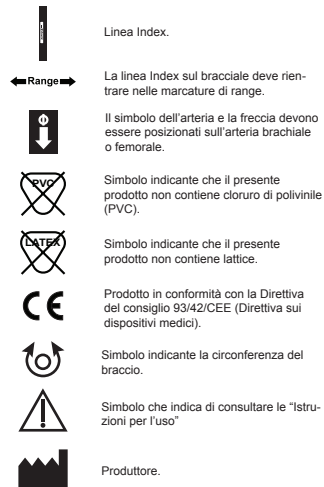 Linea Index.
Range
La linea Index sul bracciale deve rien-
trare nelle marcature di range.
Il simbolo dell'arteria e la freccia devono
essere posizionati sull'arteria brachiale
o femorale.
PVC
Simbolo indicante che il presente
prodotto non contiene cloruro di polivinile
(PVC).
LATEX
Simbolo indicante che il presente
prodotto non contiene lattice.
CE
Prodotto in conformità con la Direttiva
del consiglio 93/42/CEE (Direttiva sui
dispositivi medici).
Simbolo indicante la circonferenza del
braccio.
Simbolo che indica di consultare le “Istru-
zioni per l’uso”
Produttore.